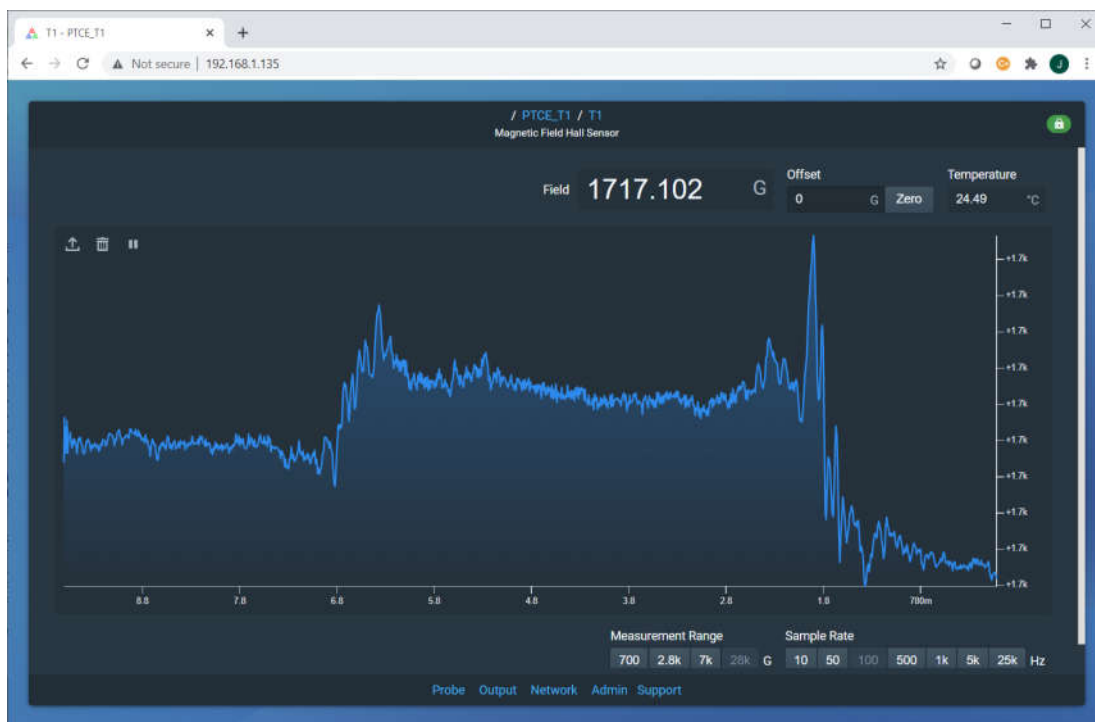 T1 - PTCE_T1
Not secure | 192.168.1.135
J
/ PTCE_T1 / T1
Magnetic Field Hall Sensor
Offset
Temperature
Field 1717.102 G
0 G Zero
24.49 °C
+1.7k
+1.7k
+1.7k
+1.7k
+1.7k
+1.7k
+1.7k
+1.7k
+1.7k
+1.7k
8.8 7.8 6.8 5.8 4.8 3.8 2.8 1.8 780m
Measurement Range
Sample Rate
700 2.8k 7k 28k G
10 50 100 500 1k 5k 25k Hz
Probe Output Network Admin Support